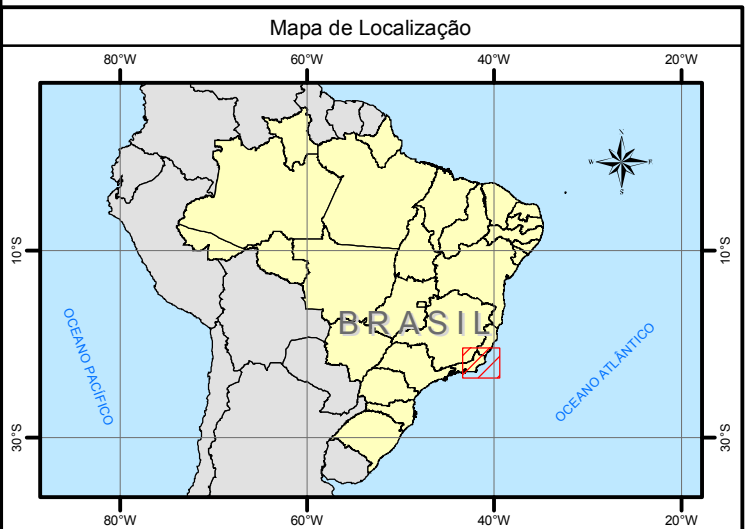 Mapa de Localização
80°W 60°W 40°W 20°W
N
W E
S
10°S 10°S
BRASIL
OCEANO PACÍFICO
OCEANO ATLÂNTICO
30°S 30°S
80°W 60°W 40°W 20°W